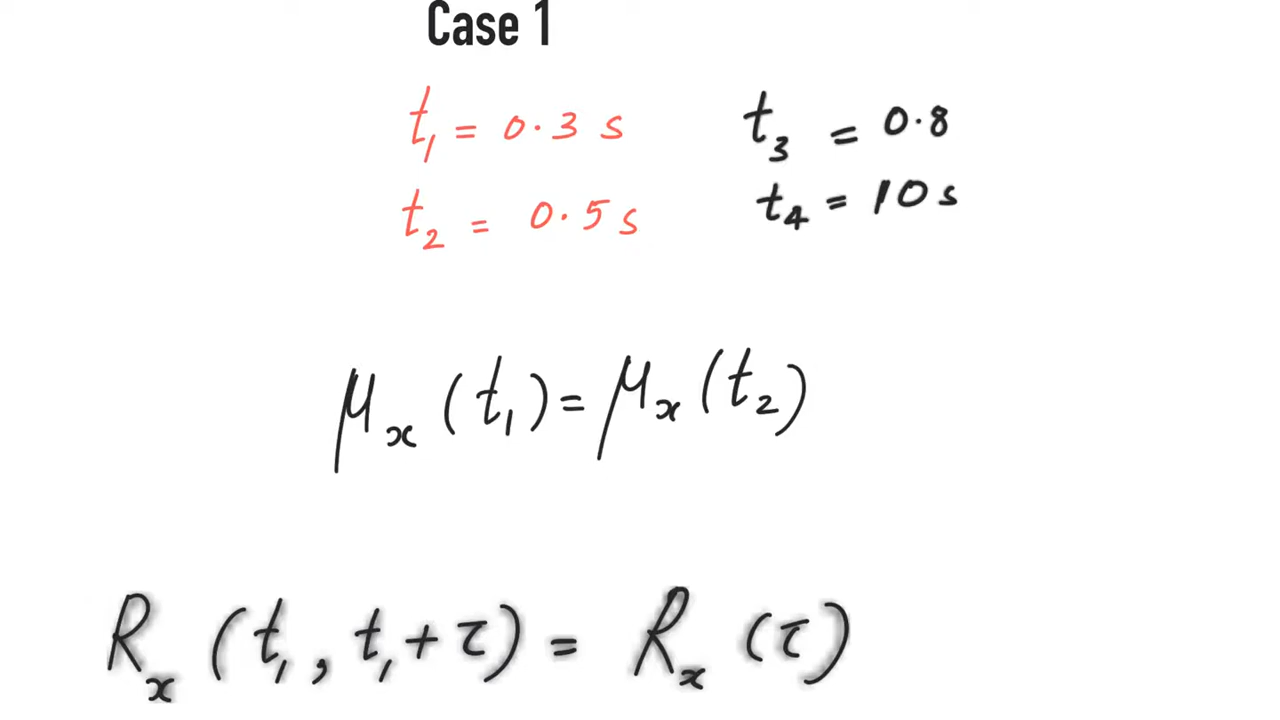 Case 1
t₁ = 0.3 s
t₂ = 0.5 s
t₃ = 0.8
t₄ = 10 s
μₓ (t₁) = μₓ (t₂)
Rₓ (t₁, t₁ + τ) = Rₓ (τ)